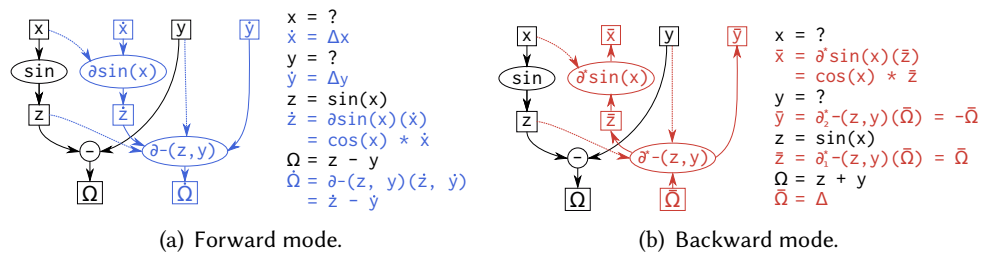 x
ẋ
y
ẏ
sin
∂sin(x)
z
ż
-
∂-(z,y)
Ω
Ω̇
x = ?
ẋ = Δx
y = ?
ẏ = Δy
z = sin(x)
ż = ∂sin(x)(ẋ)
= cos(x) * ẋ
Ω = z - y
Ω̇ = ∂-(z, y)(ż, ẏ)
= ż - ẏ
(a) Forward mode.
x
x̄
y
ȳ
sin
∂*sin(x)
z
z̄
-
∂*-(z,y)
Ω
Ω̄
x = ?
x̄ = ∂*sin(x)(z̄)
= cos(x) * z̄
y = ?
ȳ = ∂*₂-(z,y)(Ω̄) = -Ω̄
z = sin(x)
z̄ = ∂*₁-(z,y)(Ω̄) = Ω̄
Ω = z + y
Ω̄ = Δ
(b) Backward mode.